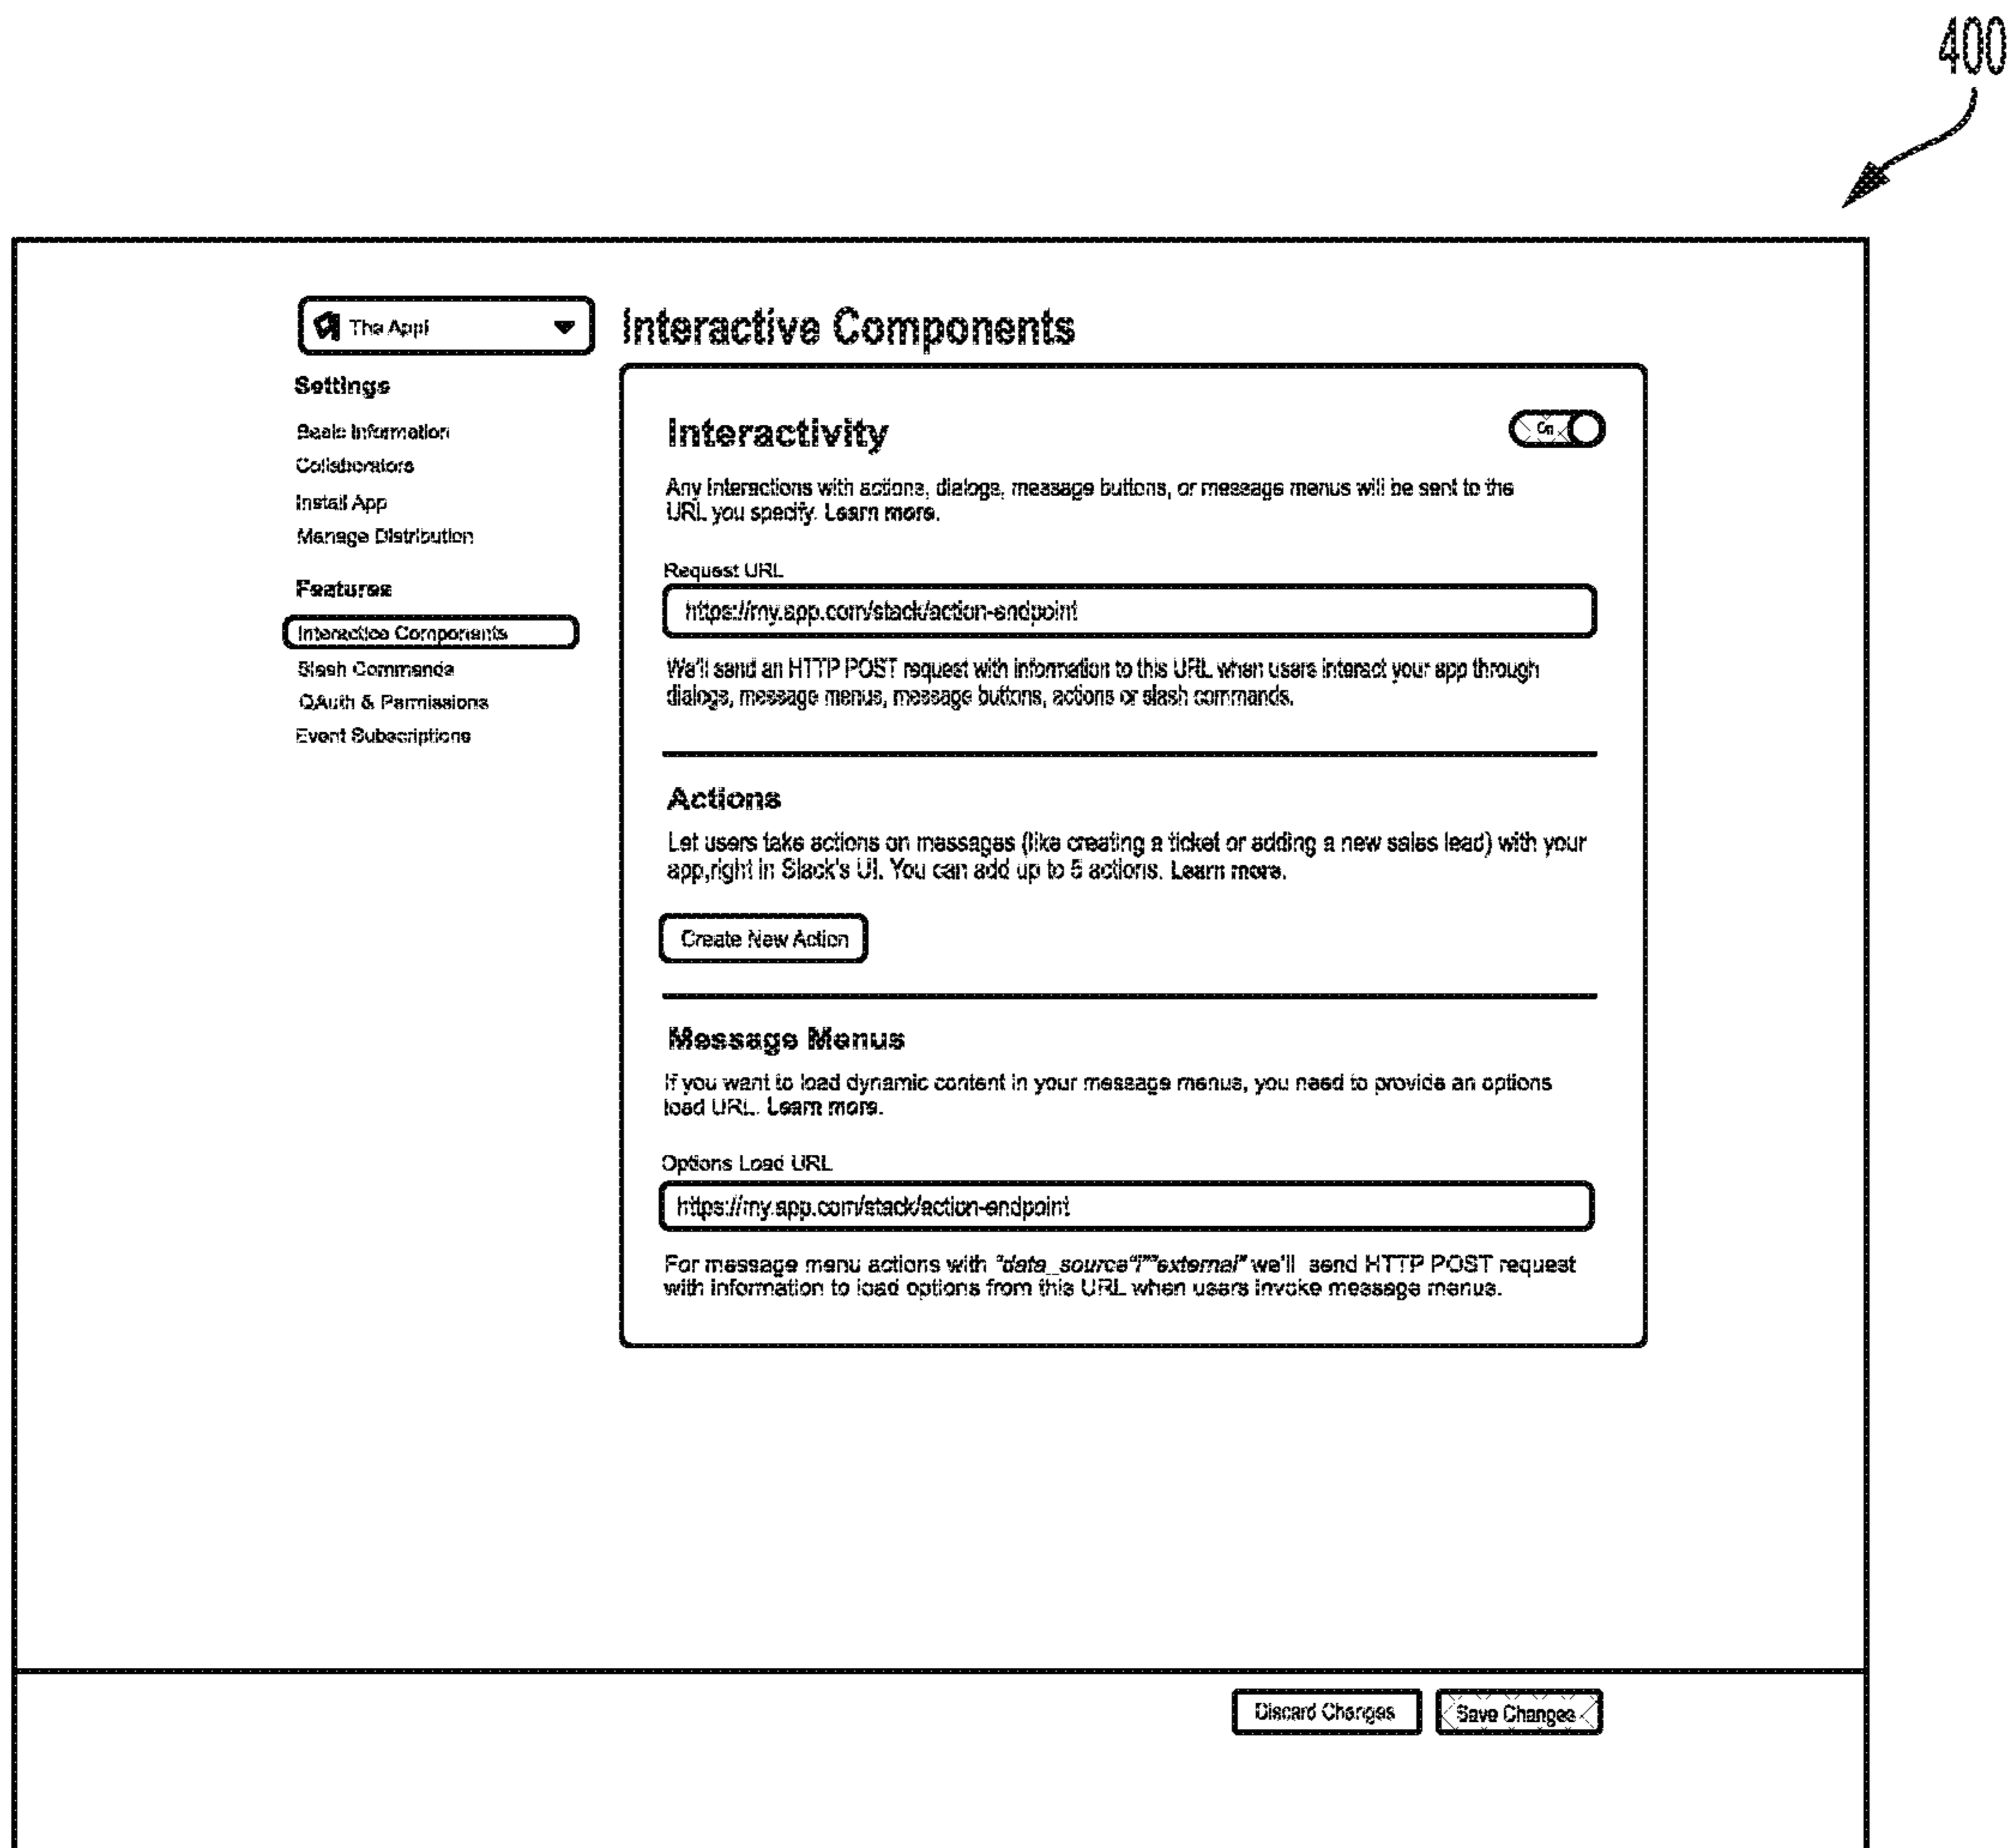 400
The App!
Interactive Components
Settings
Basic Information
Collaborators
Install App
Manage Distribution
Features
Interactice Components
Slash Commands
OAuth & Permissions
Event Subscriptions
Interactivity
On
Any interactions with actions, dialogs, message buttons, or message menus will be sent to the
URL you specify. Learn more.
Request URL
https://my.app.com/stack/action-endpoint
We'll send an HTTP POST request with information to this URL when users interact your app through
dialogs, message menus, message buttons, actions or slash commands.
Actions
Let users take actions on messages (like creating a ticket or adding a new sales lead) with your
app,right in Slack's UI. You can add up to 5 actions. Learn more.
Create New Action
Message Menus
If you want to load dynamic content in your message menus, you need to provide an options
load URL. Learn more.
Options Load URL
https://my.app.com/stack/action-endpoint
For message menu actions with "data_source"/"external" we'll send HTTP POST request
with information to load options from this URL when users invoke message menus.
Discard Changes
Save Changes